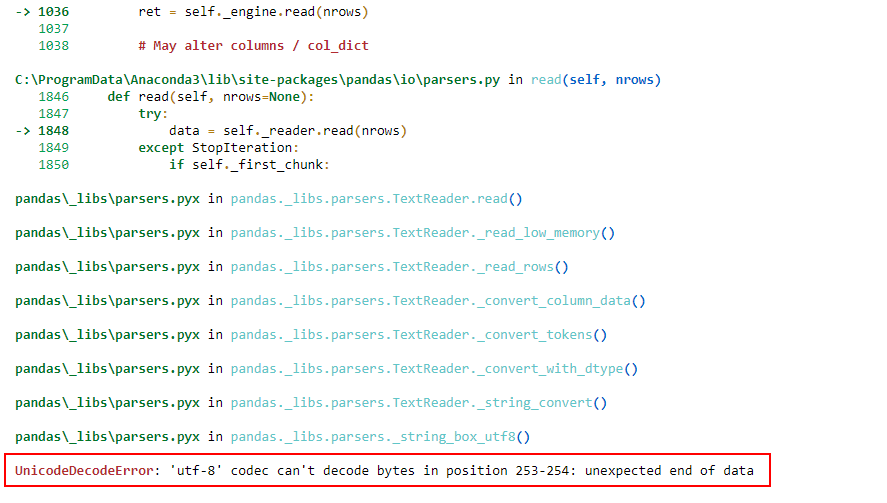 -> 1036         ret = self._engine.read(nrows)
   1037
   1038         # May alter columns / col_dict
C:\ProgramData\Anaconda3\lib\site-packages\pandas\io\parsers.py in read(self, nrows)
   1846     def read(self, nrows=None):
   1847         try:
-> 1848             data = self._reader.read(nrows)
   1849         except StopIteration:
   1850             if self._first_chunk:
pandas\_libs\parsers.pyx in pandas._libs.parsers.TextReader.read()
pandas\_libs\parsers.pyx in pandas._libs.parsers.TextReader._read_low_memory()
pandas\_libs\parsers.pyx in pandas._libs.parsers.TextReader._read_rows()
pandas\_libs\parsers.pyx in pandas._libs.parsers.TextReader._convert_column_data()
pandas\_libs\parsers.pyx in pandas._libs.parsers.TextReader._convert_tokens()
pandas\_libs\parsers.pyx in pandas._libs.parsers.TextReader._convert_with_dtype()
pandas\_libs\parsers.pyx in pandas._libs.parsers.TextReader._string_convert()
pandas\_libs\parsers.pyx in pandas._libs.parsers._string_box_utf8()
UnicodeDecodeError: 'utf-8' codec can't decode bytes in position 253-254: unexpected end of data